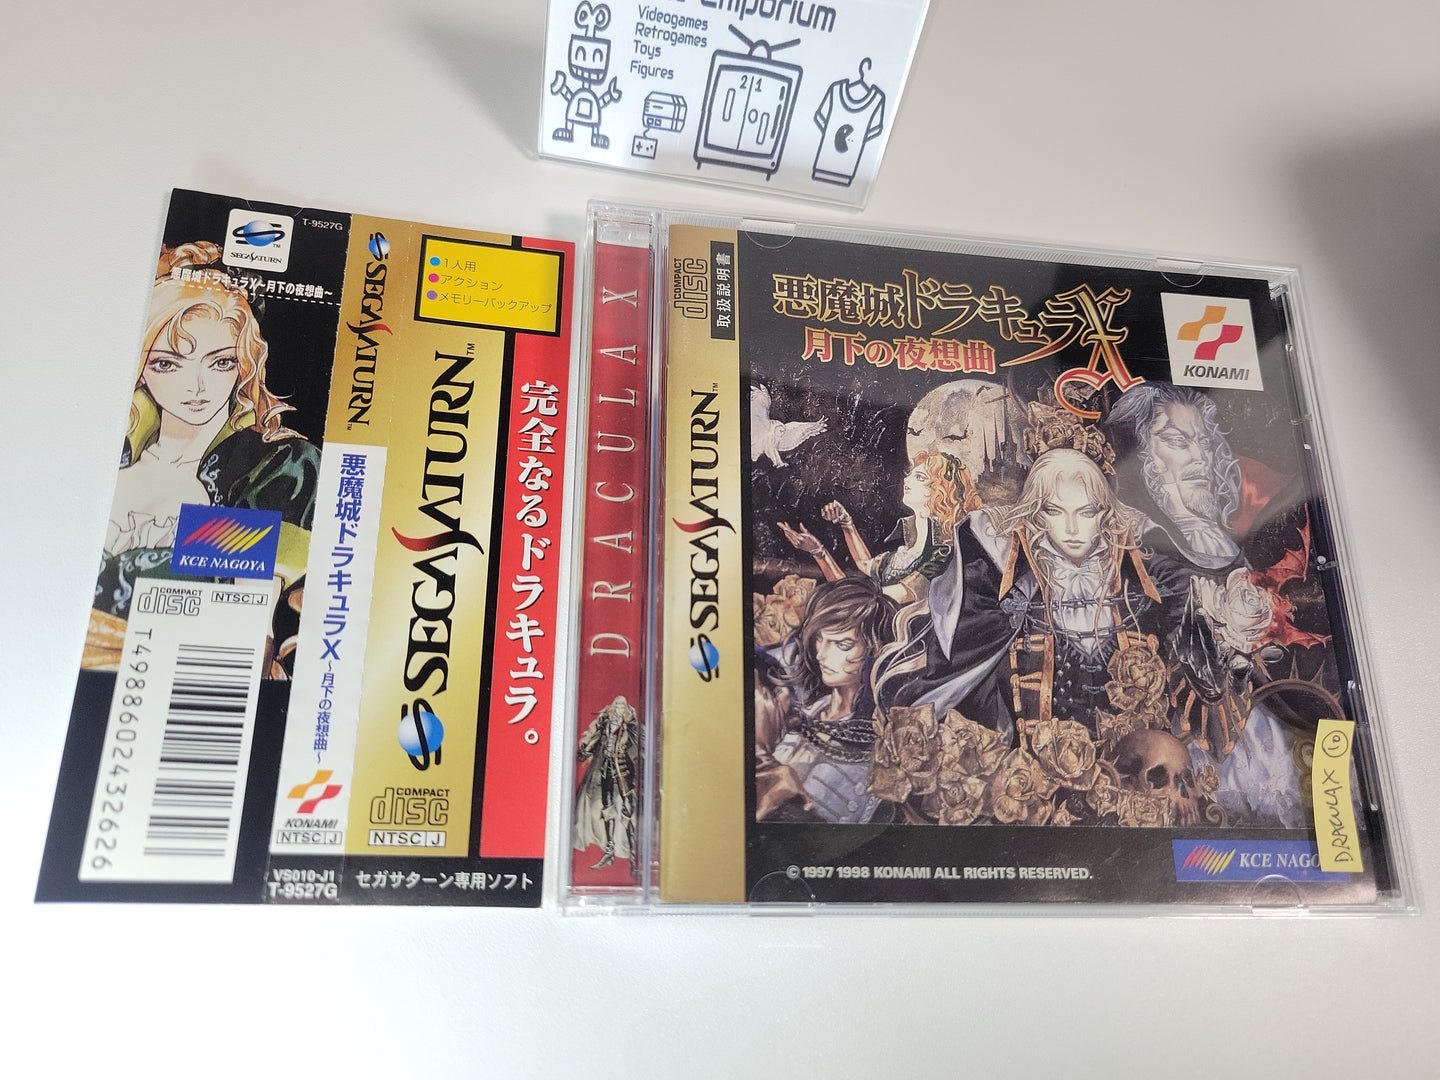 Emporium
Videogames
Retrogames
Toys
Figures
2 1
SEGA SATURN
TM
T-9527G
悪魔城ドラキュラX～月下の夜想曲～
KCE NAGOYA
COMPACT
disc
NTSC J
T4988602432626
SEGA SATURN
TM
悪魔城ドラキュラX
～月下の夜想曲～
KONAMI
NTSC J
VS010-J1
T-9527G
1人用
アクション
メモリーバックアップ
SEGA SATURN
TM
COMPACT
disc
NTSC J
完全なるドラキュラ。
セガサターン専用ソフト
DRACULA X
COMPACT
disc
取扱説明書
SEGA SATURN
TM
悪魔城ドラキュラX
月下の夜想曲
KONAMI
© 1997 1998 KONAMI ALL RIGHTS RESERVED.
KCE NAGO
DRACULAX 10